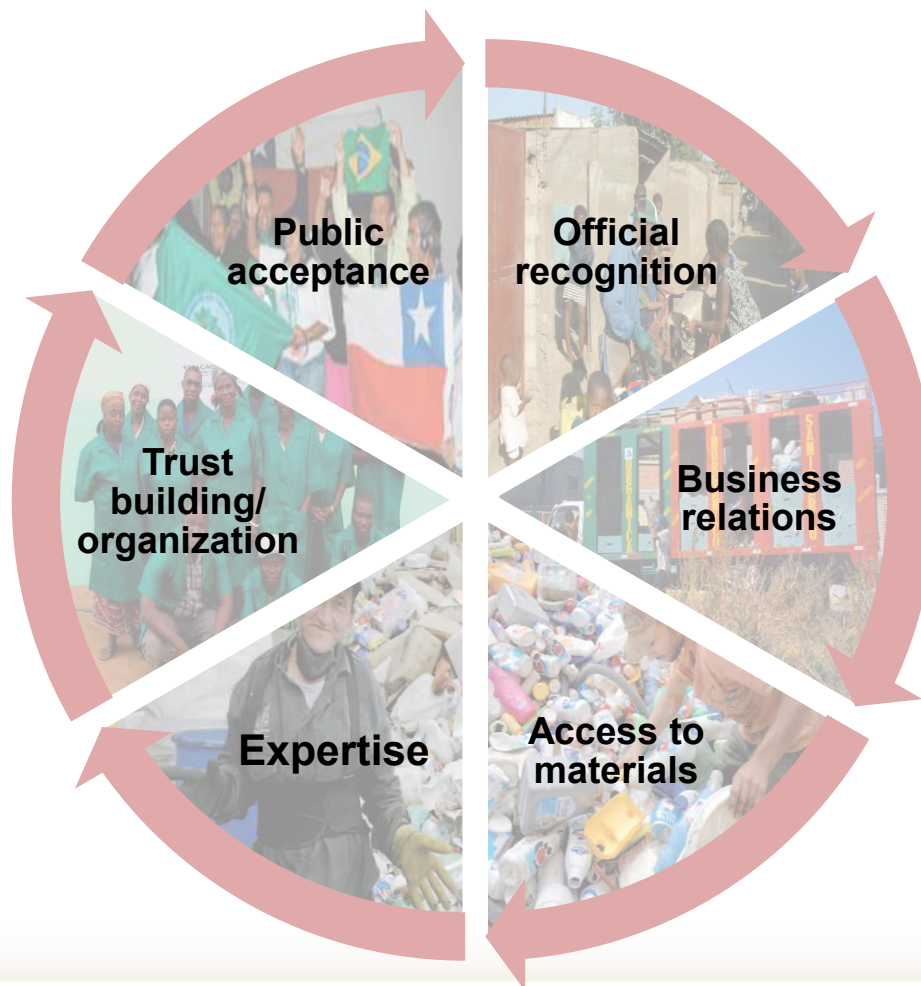 Public
acceptance
Official
recognition
Business
relations
Access to
materials
Expertise
Trust
building/
organization